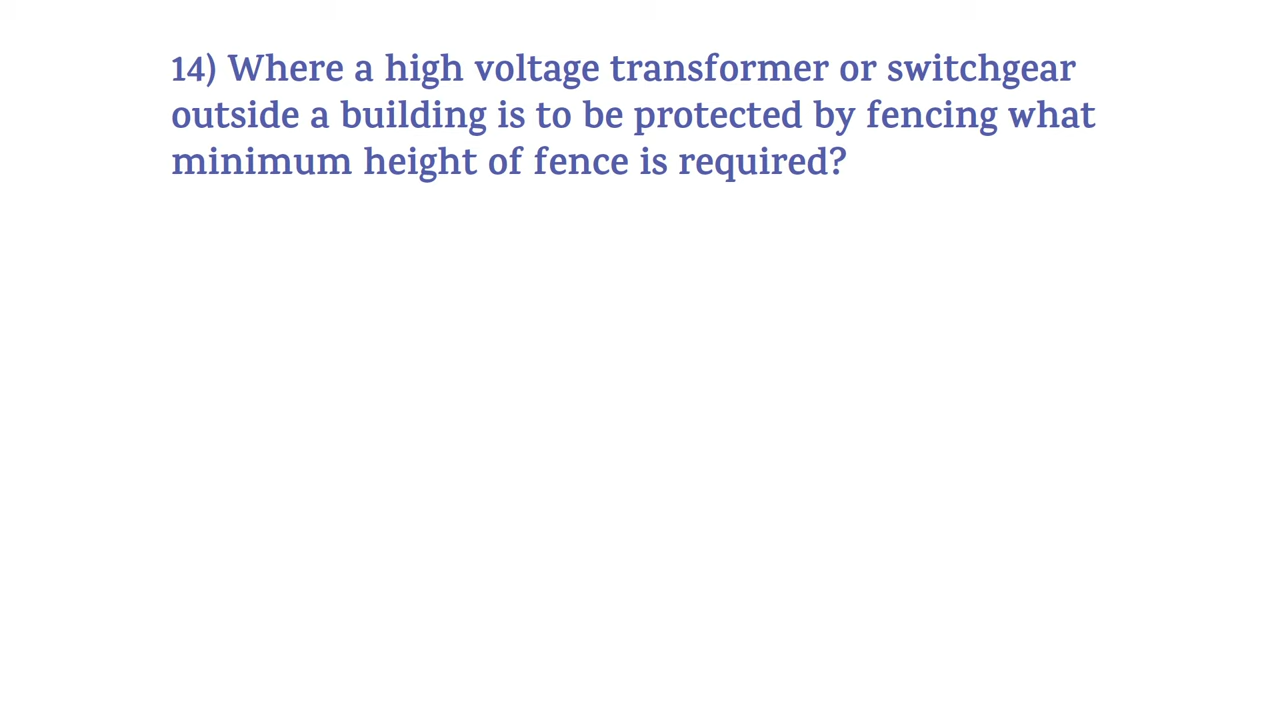 14) Where a high voltage transformer or switchgear
outside a building is to be protected by fencing what
minimum height of fence is required?